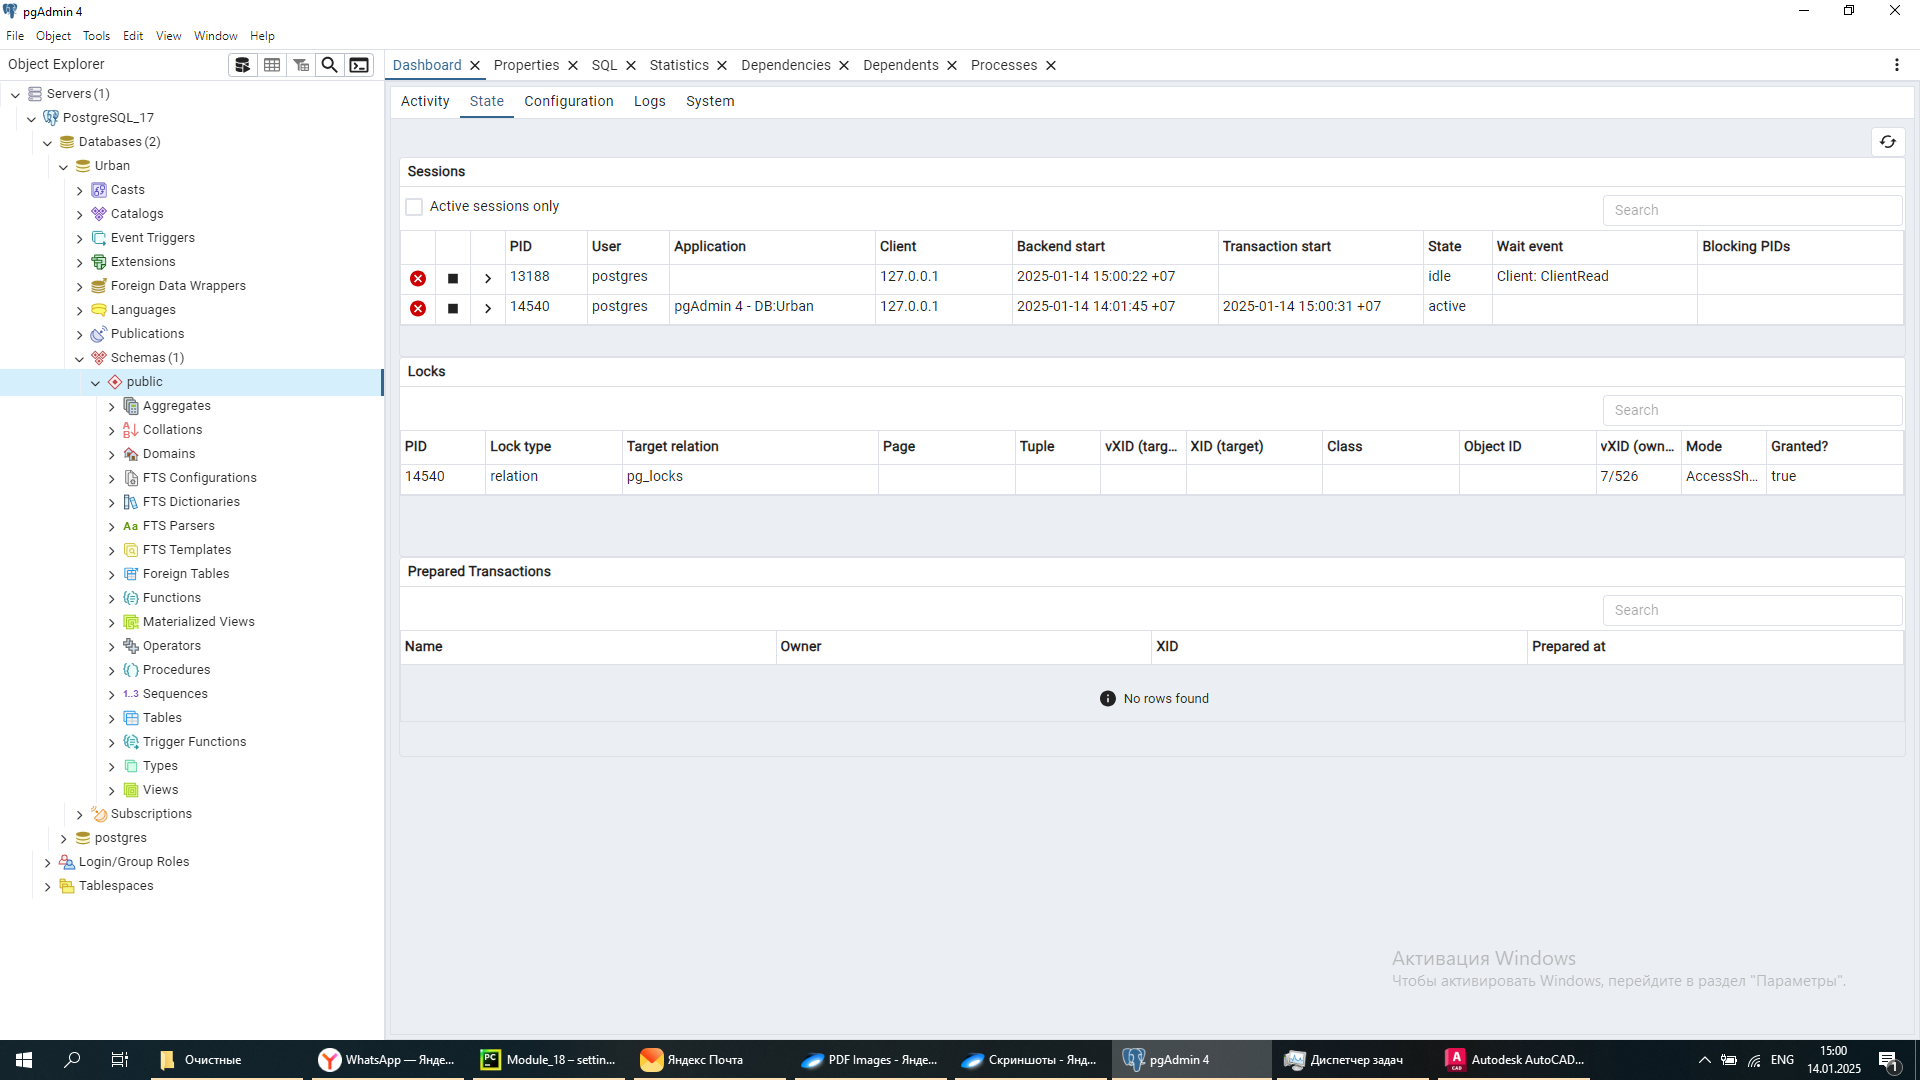 pgAdmin 4
File Object Tools Edit View Window Help
Object Explorer
Dashboard Properties SQL Statistics Dependencies Dependents Processes
Servers (1)
PostgreSQL_17
Databases (2)
Urban
Casts
Catalogs
Event Triggers
Extensions
Foreign Data Wrappers
Languages
Publications
Schemas (1)
public
Aggregates
Collations
Domains
FTS Configurations
FTS Dictionaries
Aa FTS Parsers
FTS Templates
Foreign Tables
Functions
Materialized Views
Operators
Procedures
1..3 Sequences
Tables
Trigger Functions
Types
Views
Subscriptions
postgres
Login/Group Roles
Tablespaces
Activity State Configuration Logs System
Sessions
Active sessions only
Search
PID User Application Client Backend start Transaction start State Wait event Blocking PIDs
13188 postgres 127.0.0.1 2025-01-14 15:00:22 +07 idle Client: ClientRead
14540 postgres pgAdmin 4 - DB:Urban 127.0.0.1 2025-01-14 14:01:45 +07 2025-01-14 15:00:31 +07 active
Locks
Search
PID Lock type Target relation Page Tuple vXID (targ... XID (target) Class Object ID vXID (own... Mode Granted?
14540 relation pg_locks 7/526 AccessSh... true
Prepared Transactions
Search
Name Owner XID Prepared at
No rows found
Активация Windows
Чтобы активировать Windows, перейдите в раздел "Параметры".
Очистные
WhatsApp — Янде...
PC Module_18 – settin...
Яндекс Почта
PDF Images - Янде...
Скриншоты - Янд...
pgAdmin 4
Диспетчер задач
A CAD Autodesk AutoCAD...
ENG
15:00
14.01.2025
1